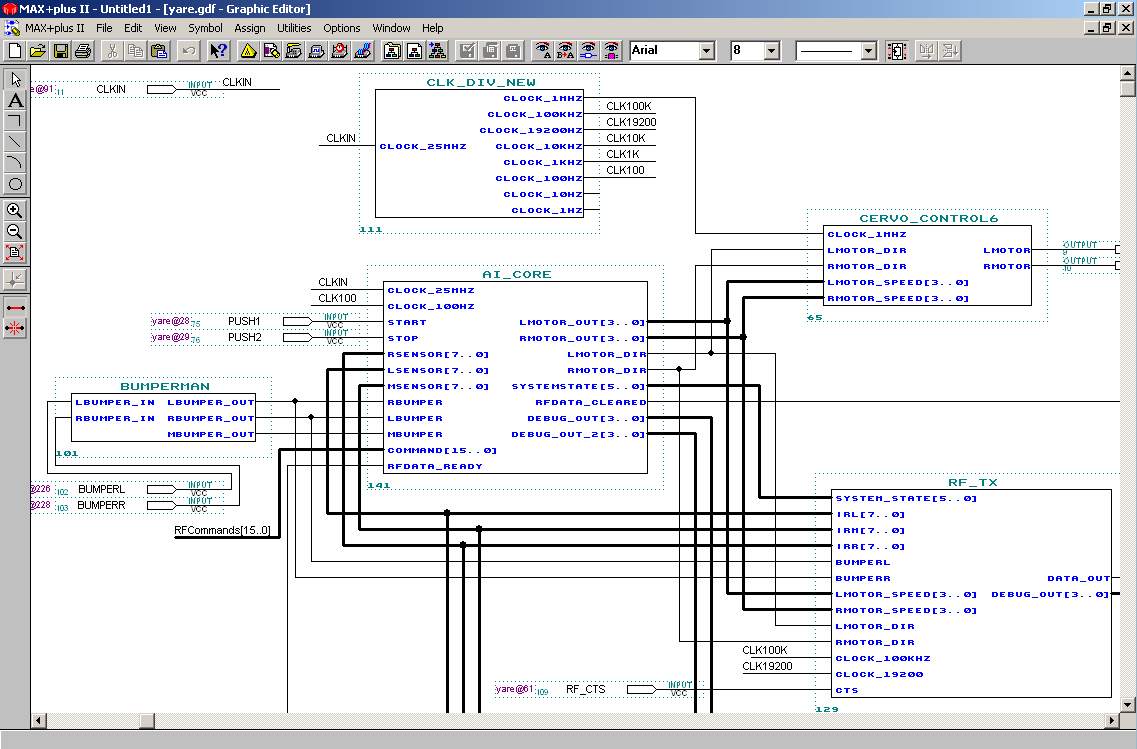 MAX+plus II - Untitled1 - [yare.gdf - Graphic Editor]
MAX+plus II File Edit View Symbol Assign Utilities Options Window Help
Arial 8
e@91 11 CLKIN INPUT VCC CLKIN
CLK_DIV_NEW
CLKIN CLOCK_25MHZ
CLOCK_1MHZ
CLOCK_100KHZ CLK100K
CLOCK_19200HZ CLK19200
CLOCK_10KHZ CLK10K
CLOCK_1KHZ CLK1K
CLOCK_100HZ CLK100
CLOCK_10HZ
CLOCK_1HZ
111
CERVO_CONTROL6
CLOCK_1MHZ
LMOTOR_DIR LMOTOR OUTPUT 9
RMOTOR_DIR RMOTOR OUTPUT 10
LMOTOR_SPEED[3..0]
RMOTOR_SPEED[3..0]
65
AI_CORE
CLKIN CLOCK_25MHZ
CLK100 CLOCK_100HZ
yare@28 75 PUSH1 INPUT VCC START LMOTOR_OUT[3..0]
yare@29 76 PUSH2 INPUT VCC STOP RMOTOR_OUT[3..0]
RSENSOR[7..0] LMOTOR_DIR
LSENSOR[7..0] RMOTOR_DIR
MSENSOR[7..0] SYSTEMSTATE[5..0]
RBUMPER RFDATA_CLEARED
LBUMPER DEBUG_OUT[3..0]
MBUMPER DEBUG_OUT_2[3..0]
COMMAND[15..0]
RFDATA_READY
141
BUMPERMAN
LBUMPER_IN LBUMPER_OUT
RBUMPER_IN RBUMPER_OUT
MBUMPER_OUT
101
@226 102 BUMPERL INPUT VCC
@228 103 BUMPERR INPUT VCC
RFCommands[15..0]
RF_TX
SYSTEM_STATE[5..0]
IRL[7..0]
IRM[7..0]
IRR[7..0]
BUMPERL
BUMPERR DATA_OUT
LMOTOR_SPEED[3..0] DEBUG_OUT[3..0]
RMOTOR_SPEED[3..0]
LMOTOR_DIR
RMOTOR_DIR
CLK100K CLOCK_100KHZ
CLK19200 CLOCK_19200
yare@61 109 RF_CTS INPUT VCC CTS
129